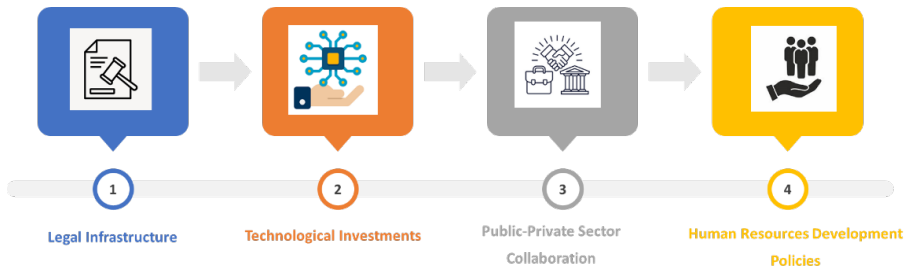 1
2
3
4
Legal Infrastructure
Technological Investments
Public-Private Sector
Collaboration
Human Resources Development
Policies